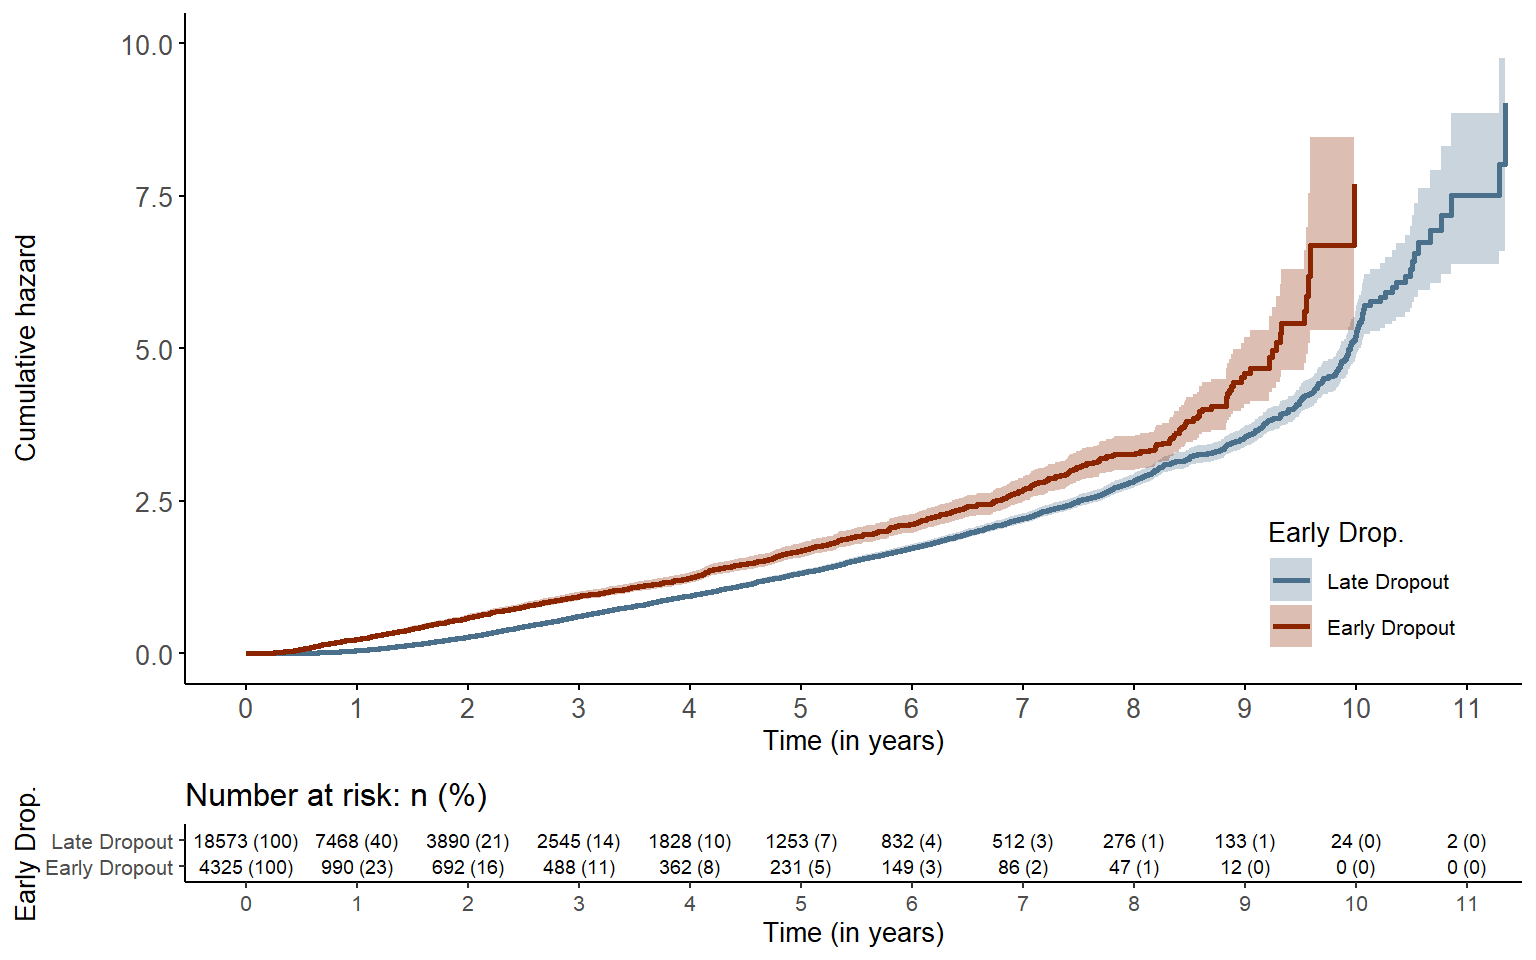 10.0
7.5
5.0
2.5
0.0
Cumulative hazard
Early Drop.
Late Dropout
Early Dropout
0 1 2 3 4 5 6 7 8 9 10 11
Time (in years)
Number at risk: n (%)
Early Drop.
Late Dropout 18573 (100) 7468 (40) 3890 (21) 2545 (14) 1828 (10) 1253 (7) 832 (4) 512 (3) 276 (1) 133 (1) 24 (0) 2 (0)
Early Dropout 4325 (100) 990 (23) 692 (16) 488 (11) 362 (8) 231 (5) 149 (3) 86 (2) 47 (1) 12 (0) 0 (0) 0 (0)
0 1 2 3 4 5 6 7 8 9 10 11
Time (in years)